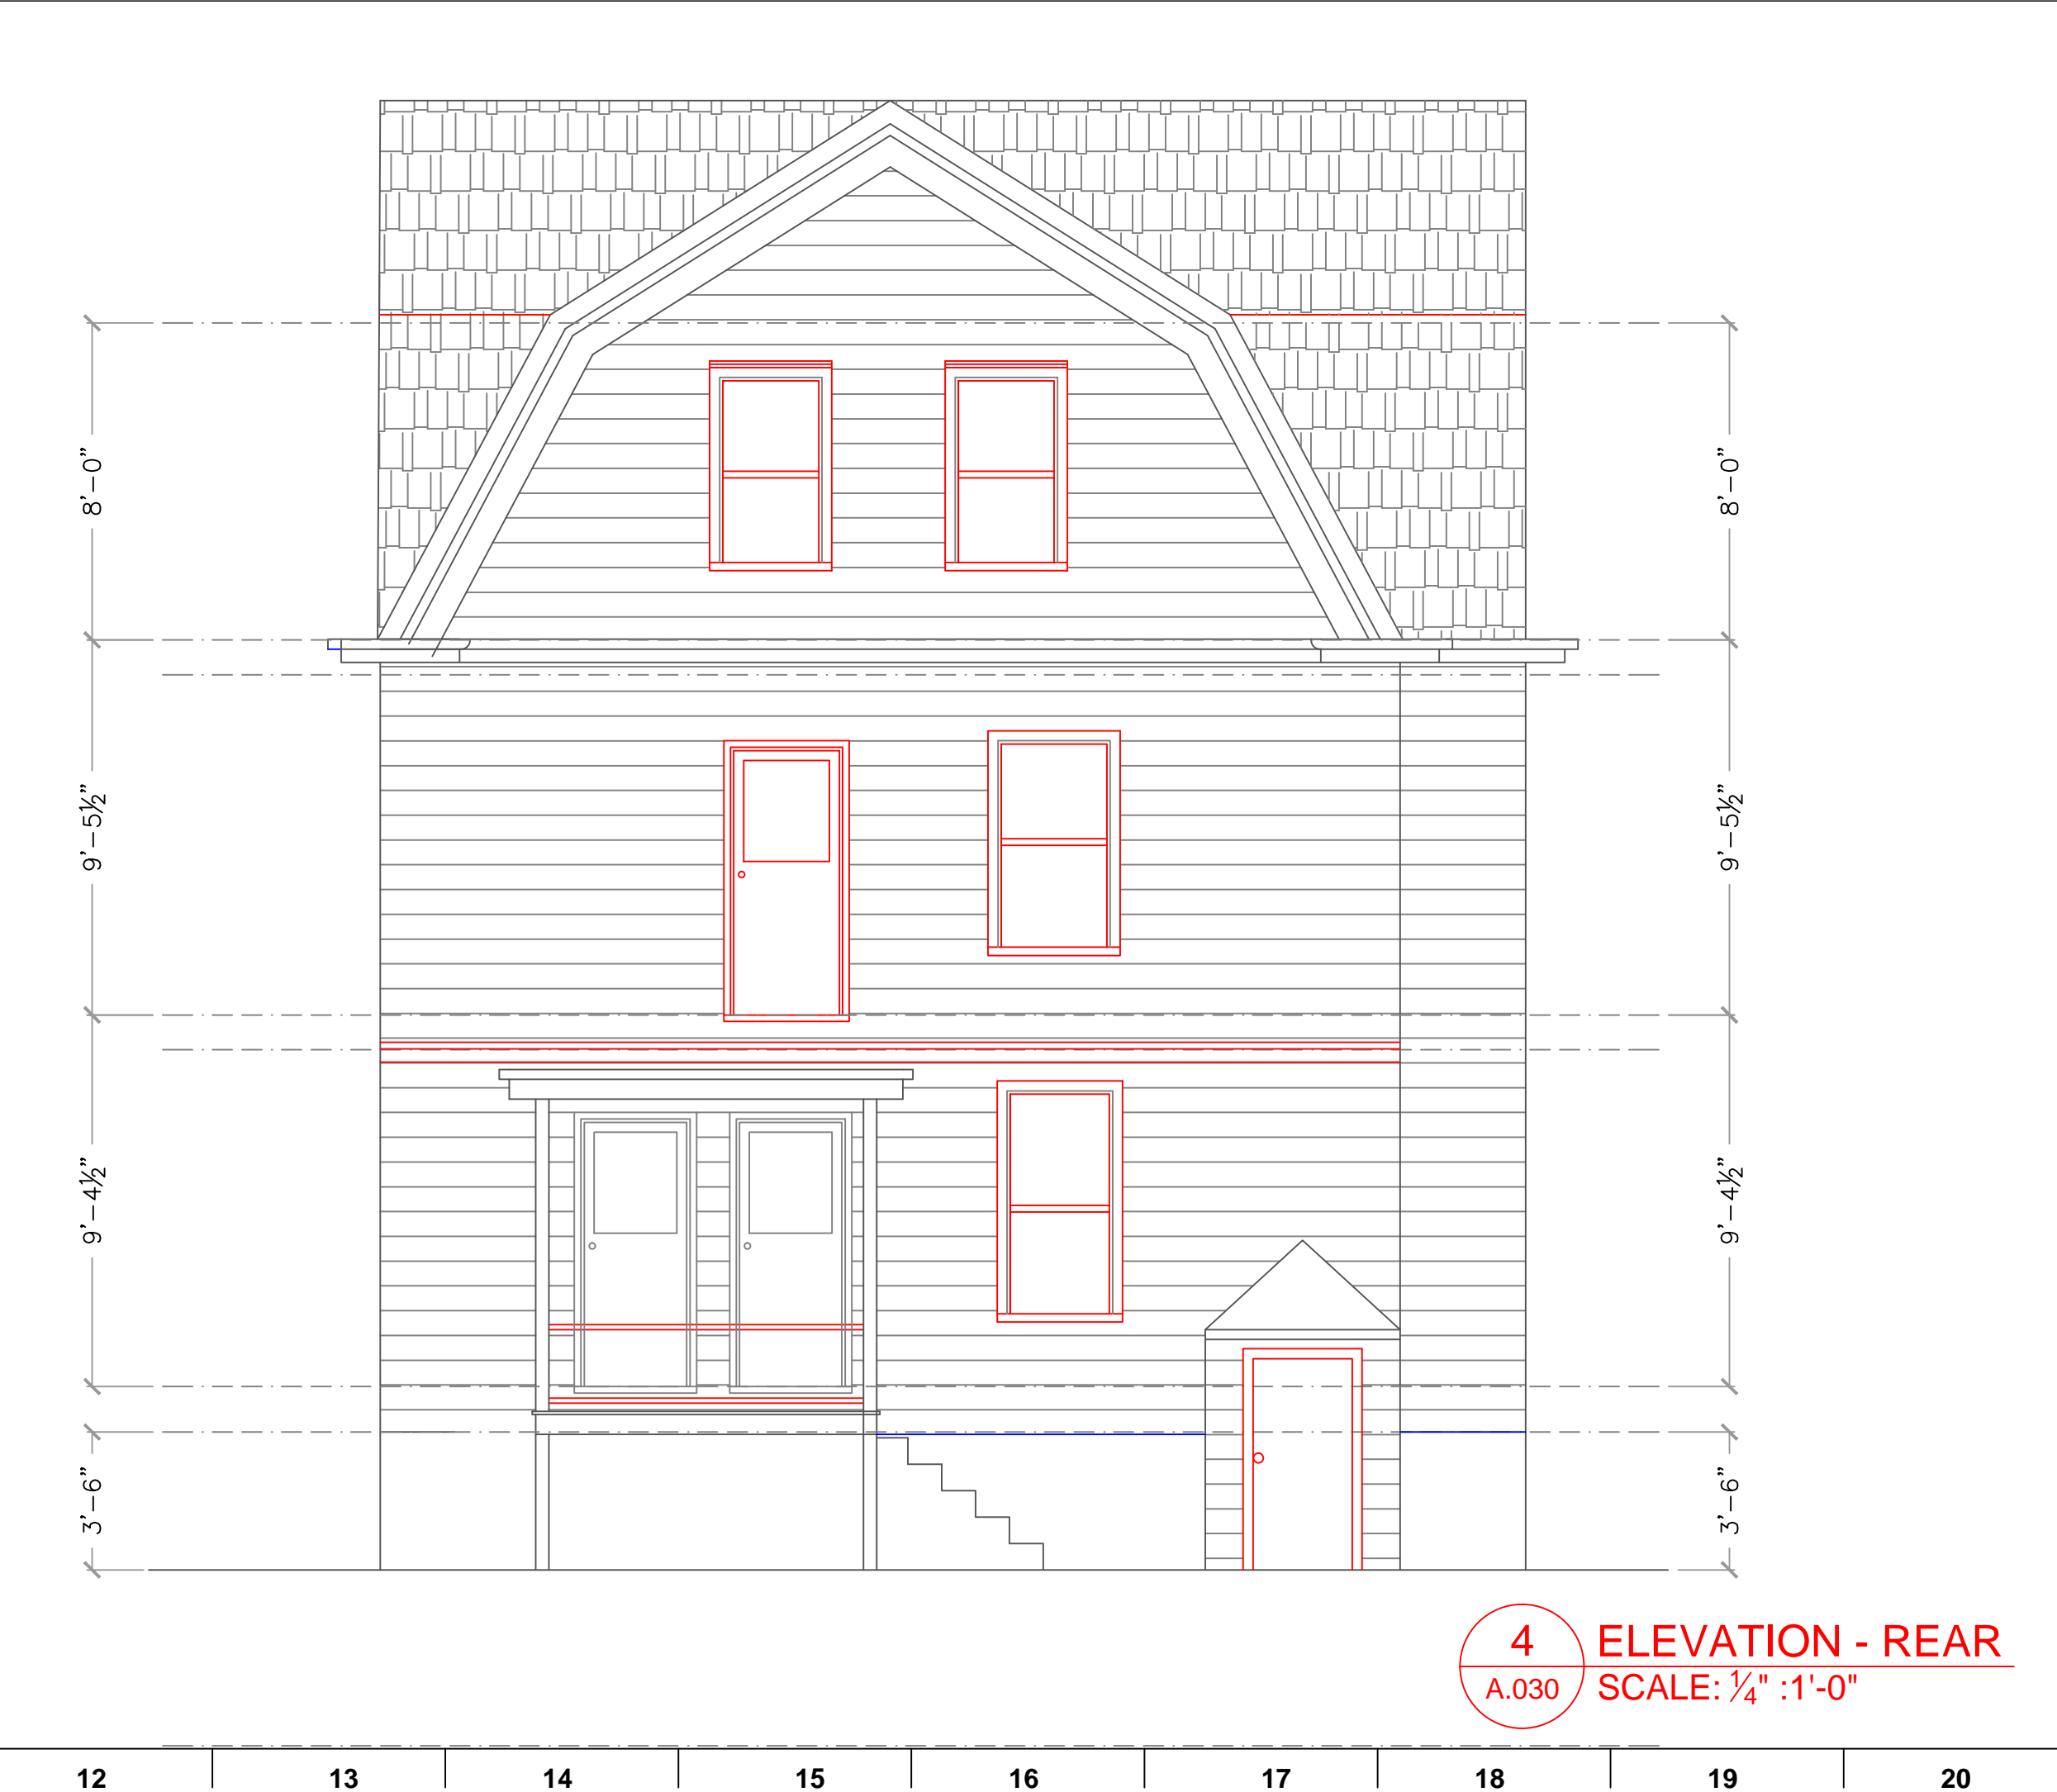 8'-0"
8'-0"
9'-5½"
9'-5½"
9'-4½"
9'-4½"
3'-6"
3'-6"
4
A.030
ELEVATION - REAR
SCALE: ¼" :1'-0"
12 13 14 15 16 17 18 19 20